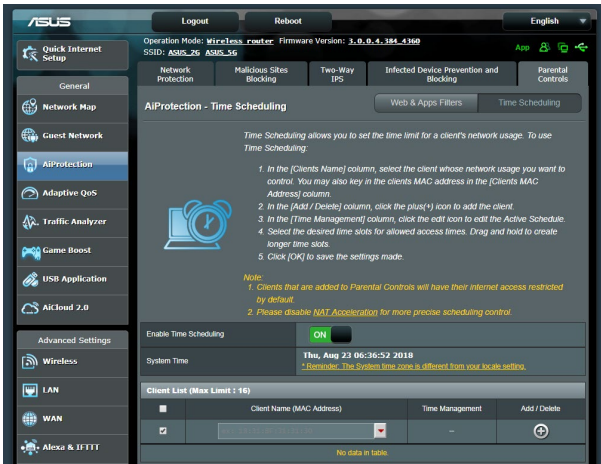 ASUS
Logout
Reboot
English
Quick Internet
Setup
General
Network Map
Guest Network
AiProtection
Adaptive QoS
Traffic Analyzer
Game Boost
USB Application
AiCloud 2.0
Advanced Settings
Wireless
LAN
WAN
Alexa & IFTTT
Operation Mode: Wireless router Firmware Version: 3.0.0.4.384_4360
SSID: ASUS_2G ASUS_5G
App
Network
Protection
Malicious Sites
Blocking
Two-Way
IPS
Infected Device Prevention and
Blocking
Parental
Controls
AiProtection - Time Scheduling
Web & Apps Filters
Time Scheduling
Time Scheduling allows you to set the time limit for a client's network usage. To use
Time Scheduling:
1. In the [Clients Name] column, select the client whose network usage you want to
control. You may also key in the clients MAC address in the [Clients MAC
Address] column.
2. In the [Add / Delete] column, click the plus(+) icon to add the client.
3. In the [Time Management] column, click the edit icon to edit the Active Schedule.
4. Select the desired time slots for allowed access times. Drag and hold to create
longer time slots.
5. Click [OK] to save the settings made.
Note:
1. Clients that are added to Parental Controls will have their internet access restricted
by default.
2. Please disable NAT Acceleration for more precise scheduling control.
Enable Time Scheduling
ON
System Time
Thu, Aug 23 06:36:52 2018
* Reminder: The System time zone is different from your locale setting.
Client List (Max Limit : 16)
Client Name (MAC Address)
Time Management
Add / Delete
–
No data in table.